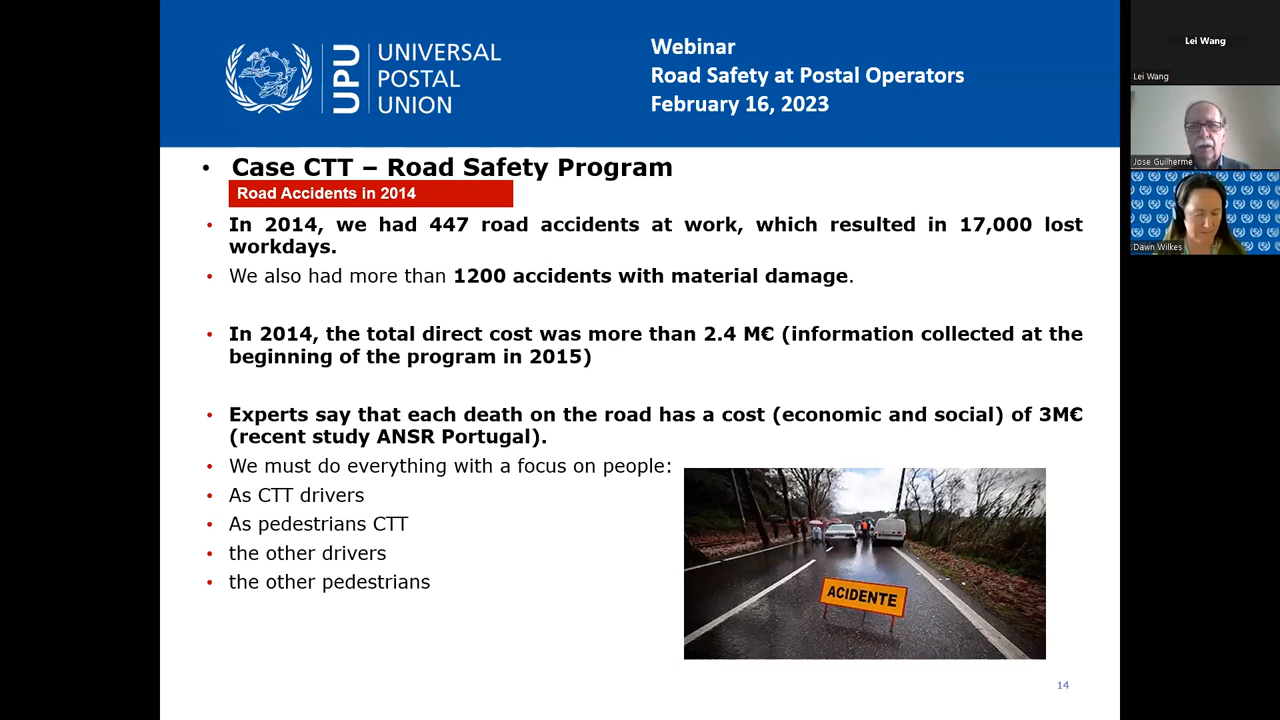 UPU
UNIVERSAL
POSTAL
UNION
Webinar
Road Safety at Postal Operators
February 16, 2023
• Case CTT – Road Safety Program
Road Accidents in 2014
• In 2014, we had 447 road accidents at work, which resulted in 17,000 lost
workdays.
• We also had more than 1200 accidents with material damage.
• In 2014, the total direct cost was more than 2.4 M€ (information collected at the
beginning of the program in 2015)
• Experts say that each death on the road has a cost (economic and social) of 3M€
(recent study ANSR Portugal).
• We must do everything with a focus on people:
• As CTT drivers
• As pedestrians CTT
• the other drivers
• the other pedestrians
ACIDENTE
14
Lei Wang
Lei Wang
Jose Guilherme
Dawn Wilkes